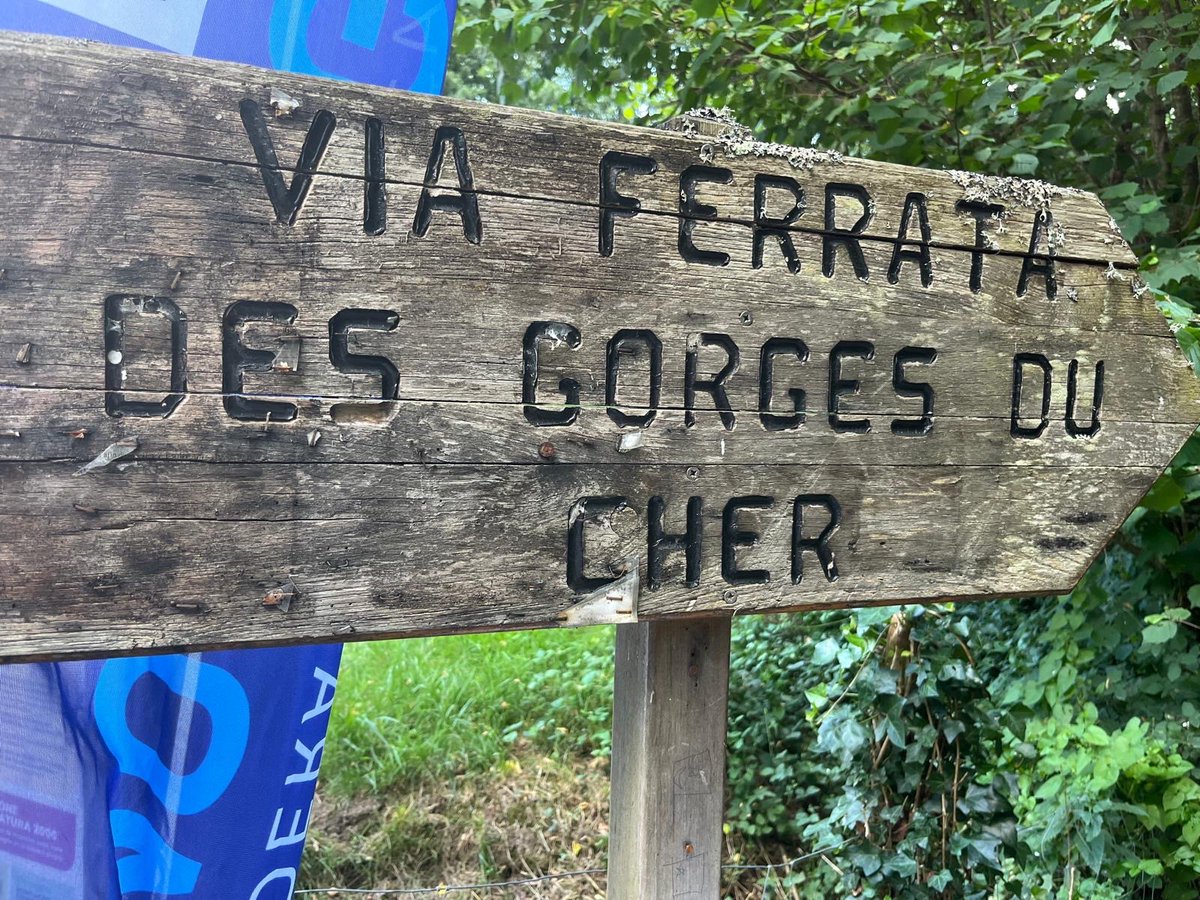 VIA FERRATA
DES GORGES DU
CHER